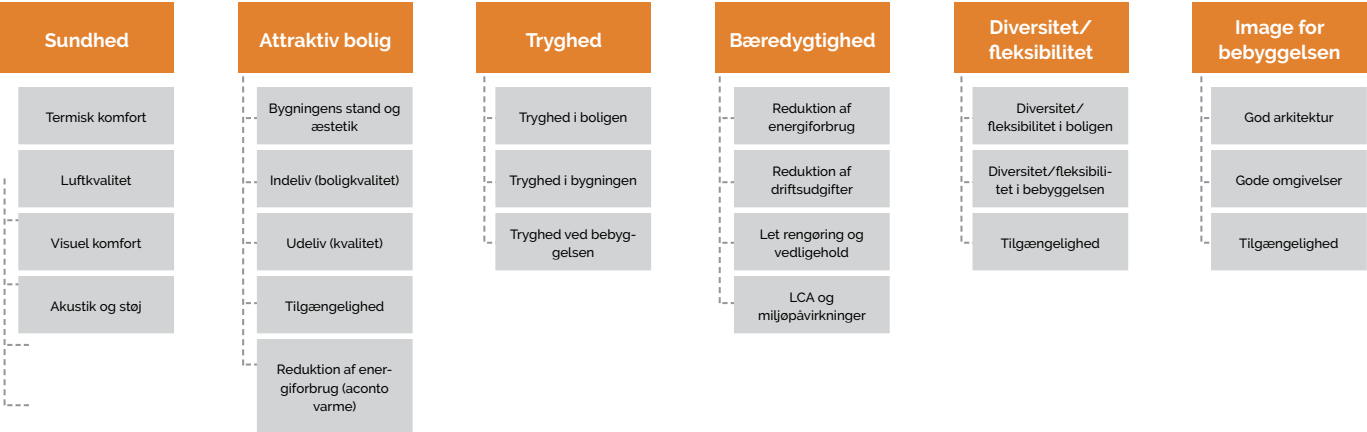 Sundhed
Termisk komfort
Luftkvalitet
Visuel komfort
Akustik og støj
Attraktiv bolig
Bygningens stand og
æstetik
Indeliv (boligkvalitet)
Udeliv (kvalitet)
Tilgængelighed
Reduktion af ener-
giforbrug (aconto
varme)
Tryghed
Tryghed i boligen
Tryghed i bygningen
Tryghed ved bebyg-
gelsen
Bæredygtighed
Reduktion af
energiforbrug
Reduktion af
driftsudgifter
Let rengøring og
vedligehold
LCA og
miljøpåvirkninger
Diversitet/
fleksibilitet
Diversitet/
fleksibilitet i boligen
Diversitet/fleksibili-
tet i bebyggelsen
Tilgængelighed
Image for
bebyggelsen
God arkitektur
Gode omgivelser
Tilgængelighed